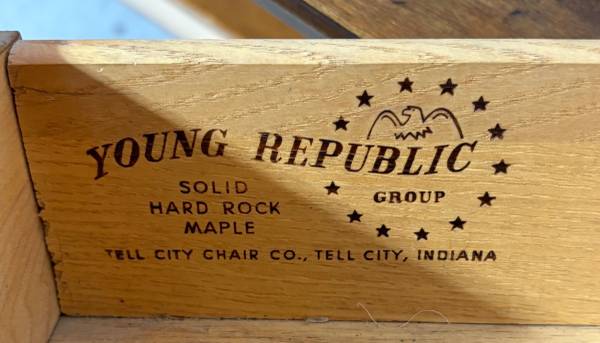 YOUNG REPUBLIC
GROUP
SOLID
HARD ROCK
MAPLE
TELL CITY CHAIR CO., TELL CITY, INDIANA